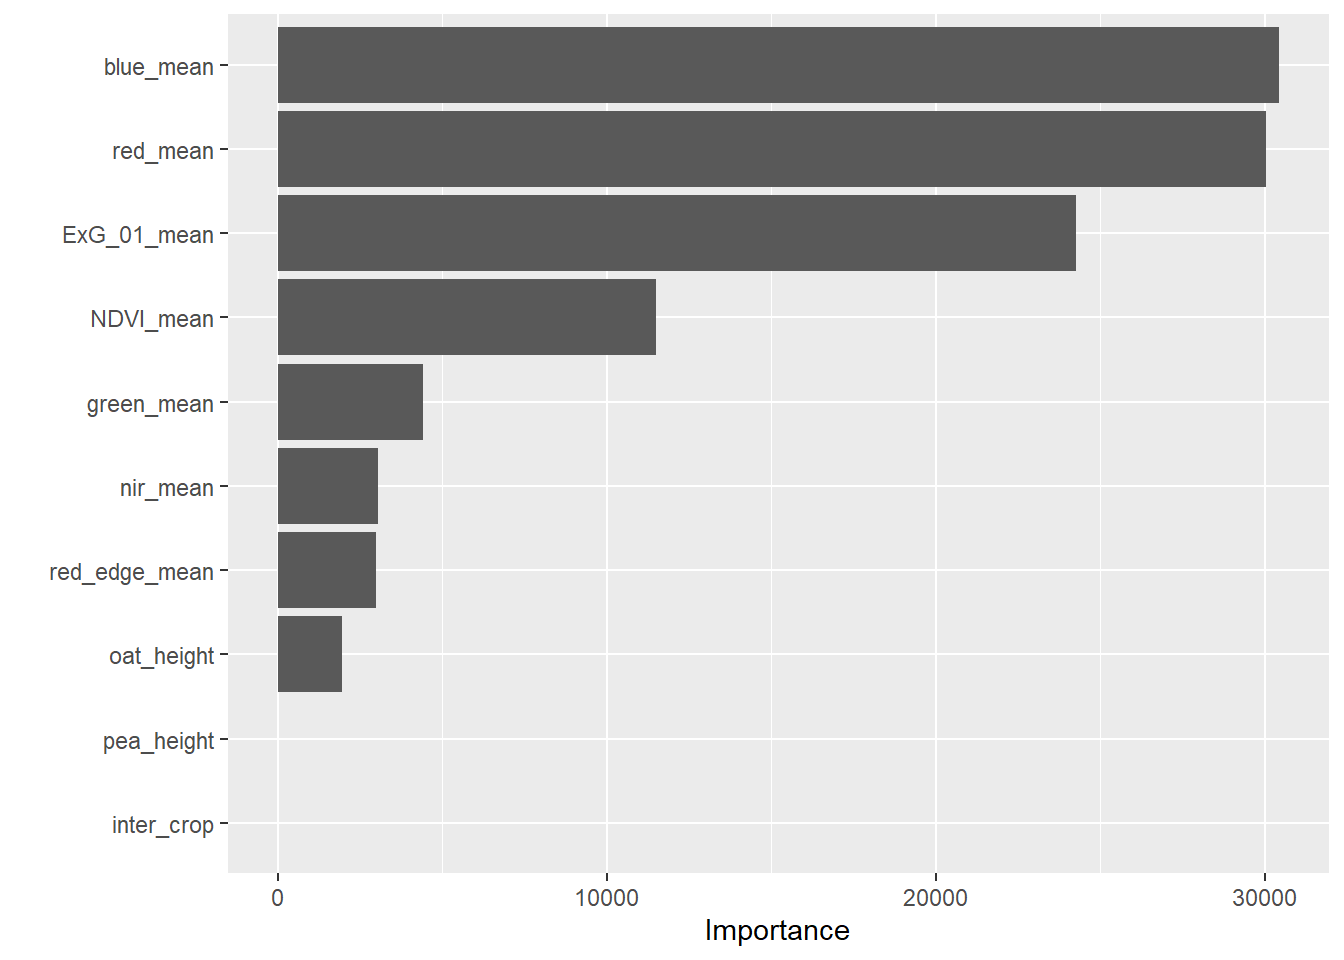 blue_mean
red_mean
ExG_01_mean
NDVI_mean
green_mean
nir_mean
red_edge_mean
oat_height
pea_height
inter_crop
0 10000 20000 30000
Importance